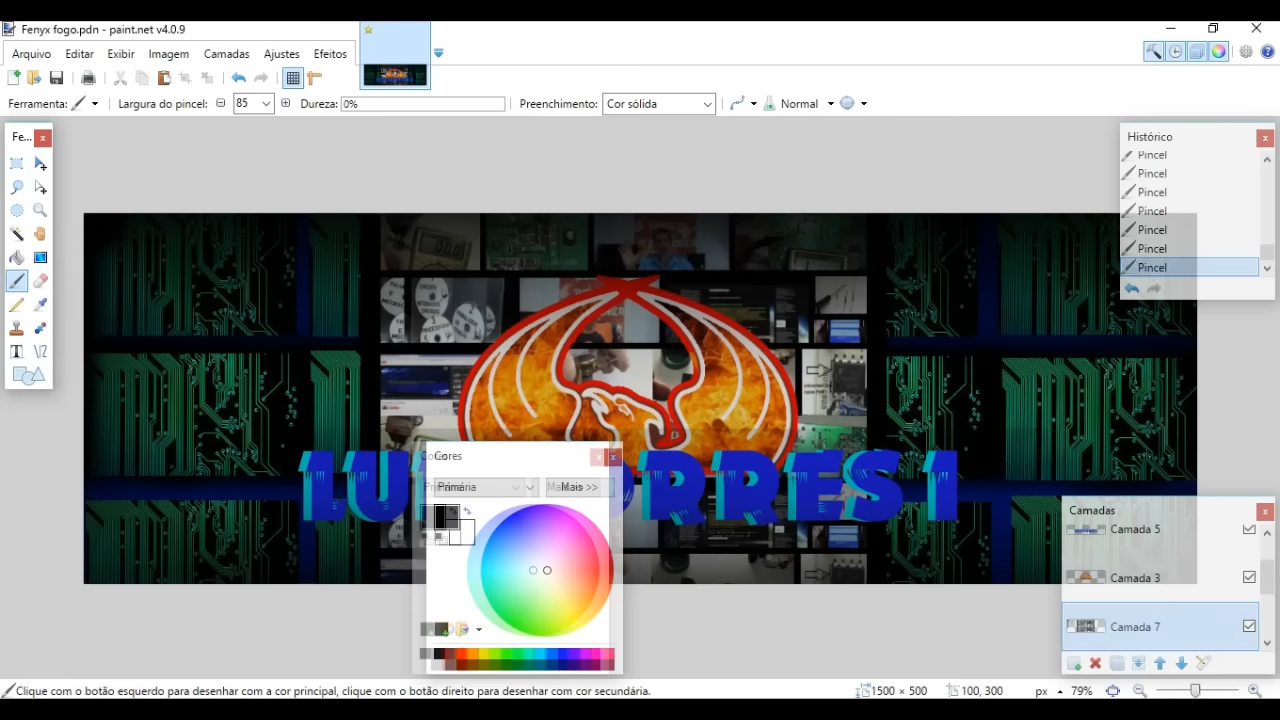 Fenyx fogo.pdn - paint.net v4.0.9
Arquivo Editar Exibir Imagem Camadas Ajustes Efeitos
Ferramenta: Largura do pincel: 85 Dureza: 0% Preenchimento: Cor sólida Normal
Fe...
Histórico
Pincel
Pincel
Pincel
Pincel
Pincel
Pincel
Pincel
Cores
Primária Mais >>
Camadas
Camada 5
Camada 3
Camada 7
Clique com o botão esquerdo para desenhar com a cor principal, clique com o botão direito para desenhar com cor secundária.
1500 × 500 100, 300 px 79%